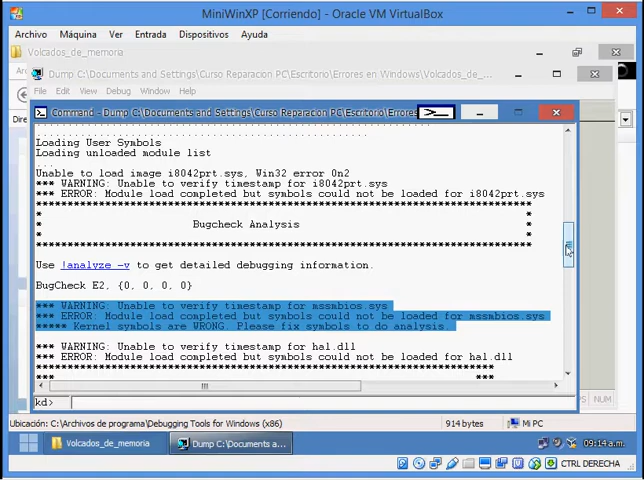 MiniWinXP [Corriendo] - Oracle VM VirtualBox
Archivo Máquina Ver Entrada Dispositivos Ayuda
Volcados_de_memoria
Dump C:\Documents and Settings\Curso Reparacion PC\Escritorio\Errores en Windows\Volcados_de_...
File Edit View Debug Window Help
Command - Dump C:\Documents and Settings\Curso Reparacion PC\Escritorio\Errores
Dire
Loading User Symbols
Loading unloaded module list
...
Unable to load image i8042prt.sys, Win32 error 0n2
*** WARNING: Unable to verify timestamp for i8042prt.sys
*** ERROR: Module load completed but symbols could not be loaded for i8042prt.sys
*******************************************************************************
* *
* Bugcheck Analysis *
* *
*******************************************************************************
Use !analyze -v to get detailed debugging information.
BugCheck E2, {0, 0, 0, 0}
*** WARNING: Unable to verify timestamp for mssmbios.sys
*** ERROR: Module load completed but symbols could not be loaded for mssmbios.sys
***** Kernel symbols are WRONG. Please fix symbols to do analysis.
*** WARNING: Unable to verify timestamp for hal.dll
*** ERROR: Module load completed but symbols could not be loaded for hal.dll
*************************************************************************
*** ***
kd>
NUM
Ubicación: C:\Archivos de programa\Debugging Tools for Windows (x86) 914 bytes Mi PC
Volcados_de_memoria Dump C:\Documents a... 09:14 a.m.
CTRL DERECHA